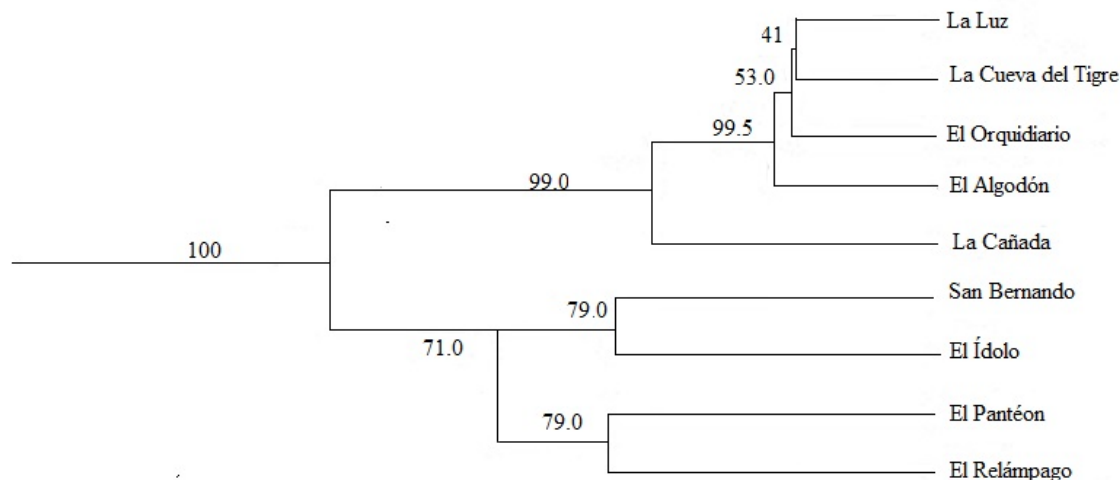 La Luz
41
La Cueva del Tigre
53.0
El Orquidiario
99.5
El Algodón
99.0
La Cañada
100
San Bernando
79.0
El Ídolo
71.0
El Pantéon
79.0
El Relámpago